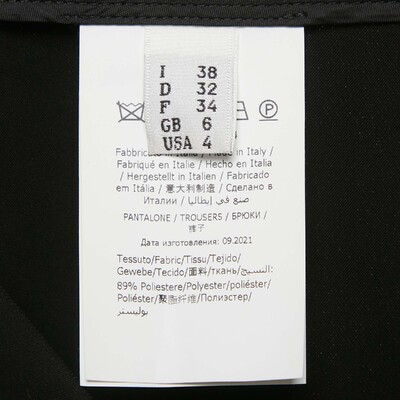 I 38
D 32
F 34
GB 6
USA 4
P
Fabbricato in Italia / Made in Italy /
Fabriqué en Italie / Hecho en Italia
/ Hergestellt in Italien / Fabricado
em Itália / 意大利制造 / Сделано в
Италии / صنع في إيطاليا /
PANTALONE / TROUSERS / БРЮКИ /
裤子
Дата изготовления: 09.2021
Tessuto/Fabric/Tissu/Tejido/
Gewebe/Tecido/面料/ткань/النسيج:
89% Poliestere/Polyester/poliéster/
Poliéster/聚酯纤维/Полиэстер/
بوليستر